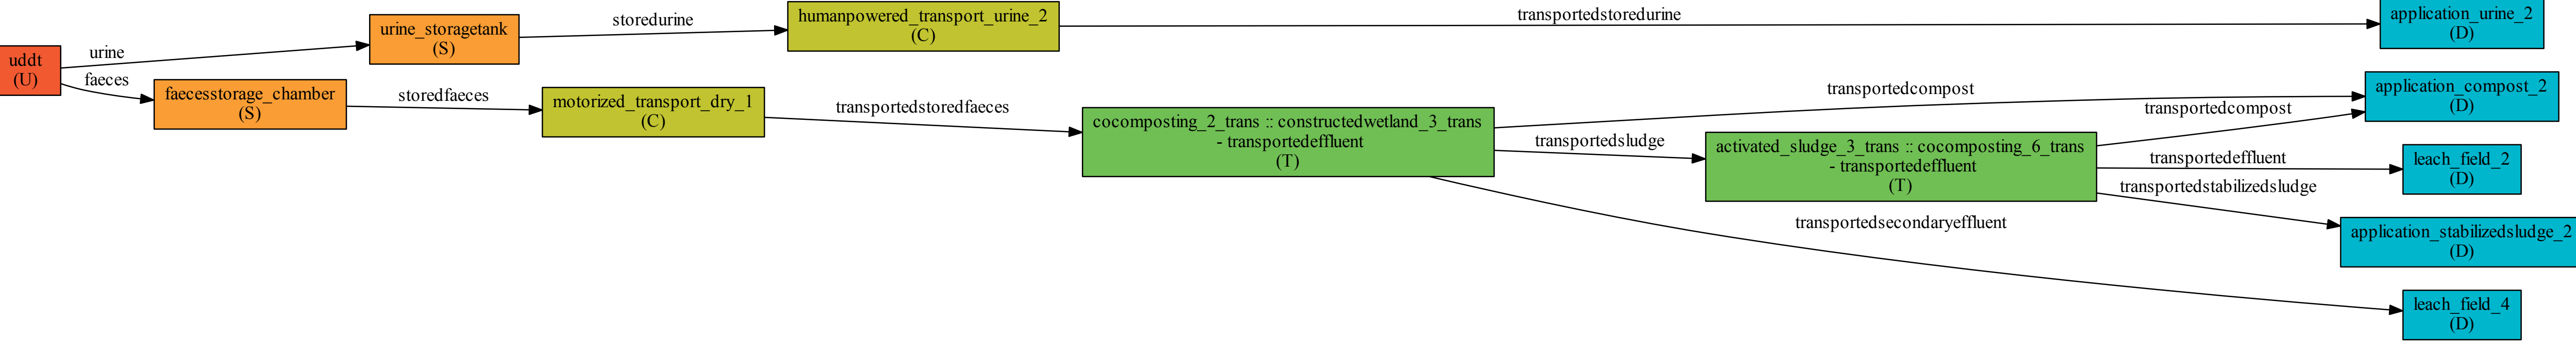 uddt
(U)
urine
faeces
urine_storagetank
(S)
faecesstorage_chamber
(S)
storedurine
storedfaeces
humanpowered_transport_urine_2
(C)
motorized_transport_dry_1
(C)
transportedstoredurine
transportedstoredfaeces
cocomposting_2_trans :: constructedwetland_3_trans
- transportedeffluent
(T)
transportedcompost
transportedsludge
transportedsecondaryeffluent
activated_sludge_3_trans :: cocomposting_6_trans
- transportedeffluent
(T)
transportedcompost
transportedeffluent
transportedstabilizedsludge
application_urine_2
(D)
application_compost_2
(D)
leach_field_2
(D)
application_stabilizedsludge_2
(D)
leach_field_4
(D)